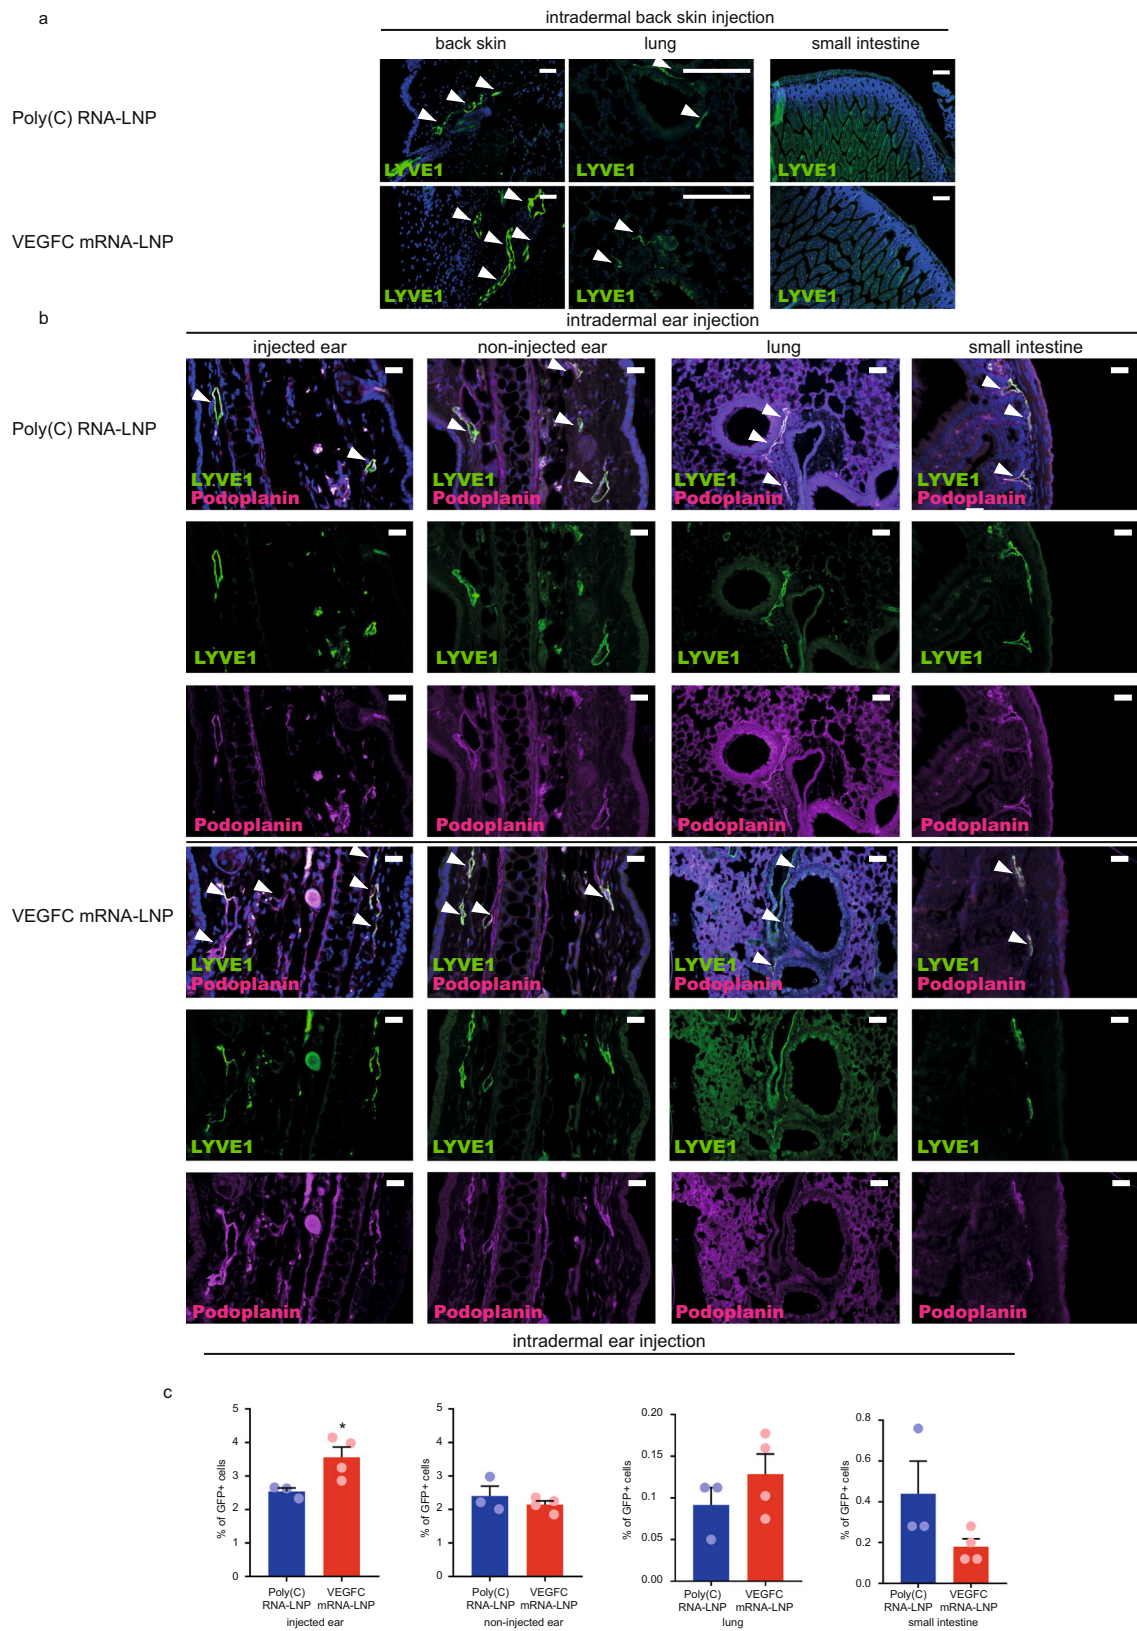 a
intradermal back skin injection
back skin lung small intestine
Poly(C) RNA-LNP
LYVE1 LYVE1 LYVE1
VEGFC mRNA-LNP
LYVE1 LYVE1 LYVE1
b
intradermal ear injection
injected ear non-injected ear lung small intestine
Poly(C) RNA-LNP
LYVE1 LYVE1 LYVE1 LYVE1
Podoplanin Podoplanin Podoplanin Podoplanin
LYVE1 LYVE1 LYVE1 LYVE1
Podoplanin Podoplanin Podoplanin Podoplanin
VEGFC mRNA-LNP
LYVE1 LYVE1 LYVE1 LYVE1
Podoplanin Podoplanin Podoplanin Podoplanin
LYVE1 LYVE1 LYVE1 LYVE1
Podoplanin Podoplanin Podoplanin Podoplanin
intradermal ear injection
c
% of GFP+ cells
5
4
3
2
1
0
*
Poly(C) VEGFC
RNA-LNP mRNA-LNP
injected ear
% of GFP+ cells
5
4
3
2
1
0
Poly(C) VEGFC
RNA-LNP mRNA-LNP
non-injected ear
% of GFP+ cells
0.20
0.15
0.10
0.05
0.00
Poly(C) VEGFC
RNA-LNP mRNA-LNP
lung
% of GFP+ cells
0.8
0.6
0.4
0.2
0.0
Poly(C) VEGFC
RNA-LNP mRNA-LNP
small intestine